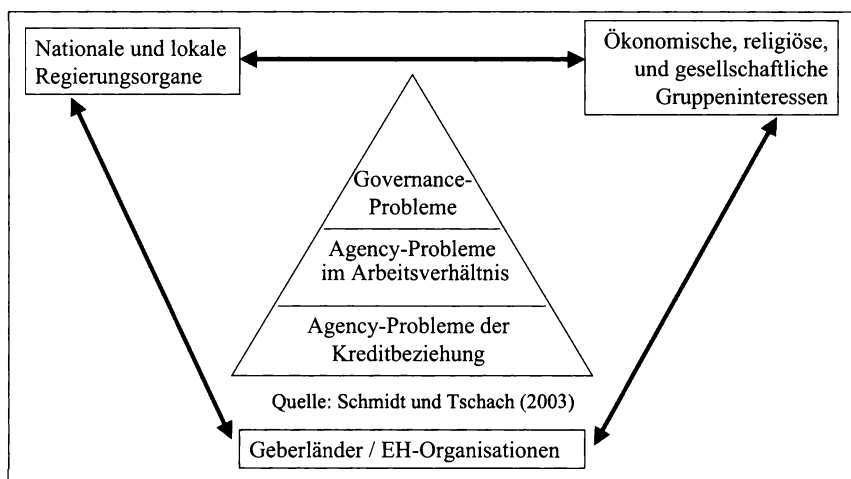 Nationale und lokale
Regierungsorgane
Ökonomische, religiöse,
und gesellschaftliche
Gruppeninteressen
Governance-
Probleme
Agency-Probleme
im Arbeitsverhältnis
Agency-Probleme der
Kreditbeziehung
Quelle: Schmidt und Tschach (2003)
Geberländer / EH-Organisationen